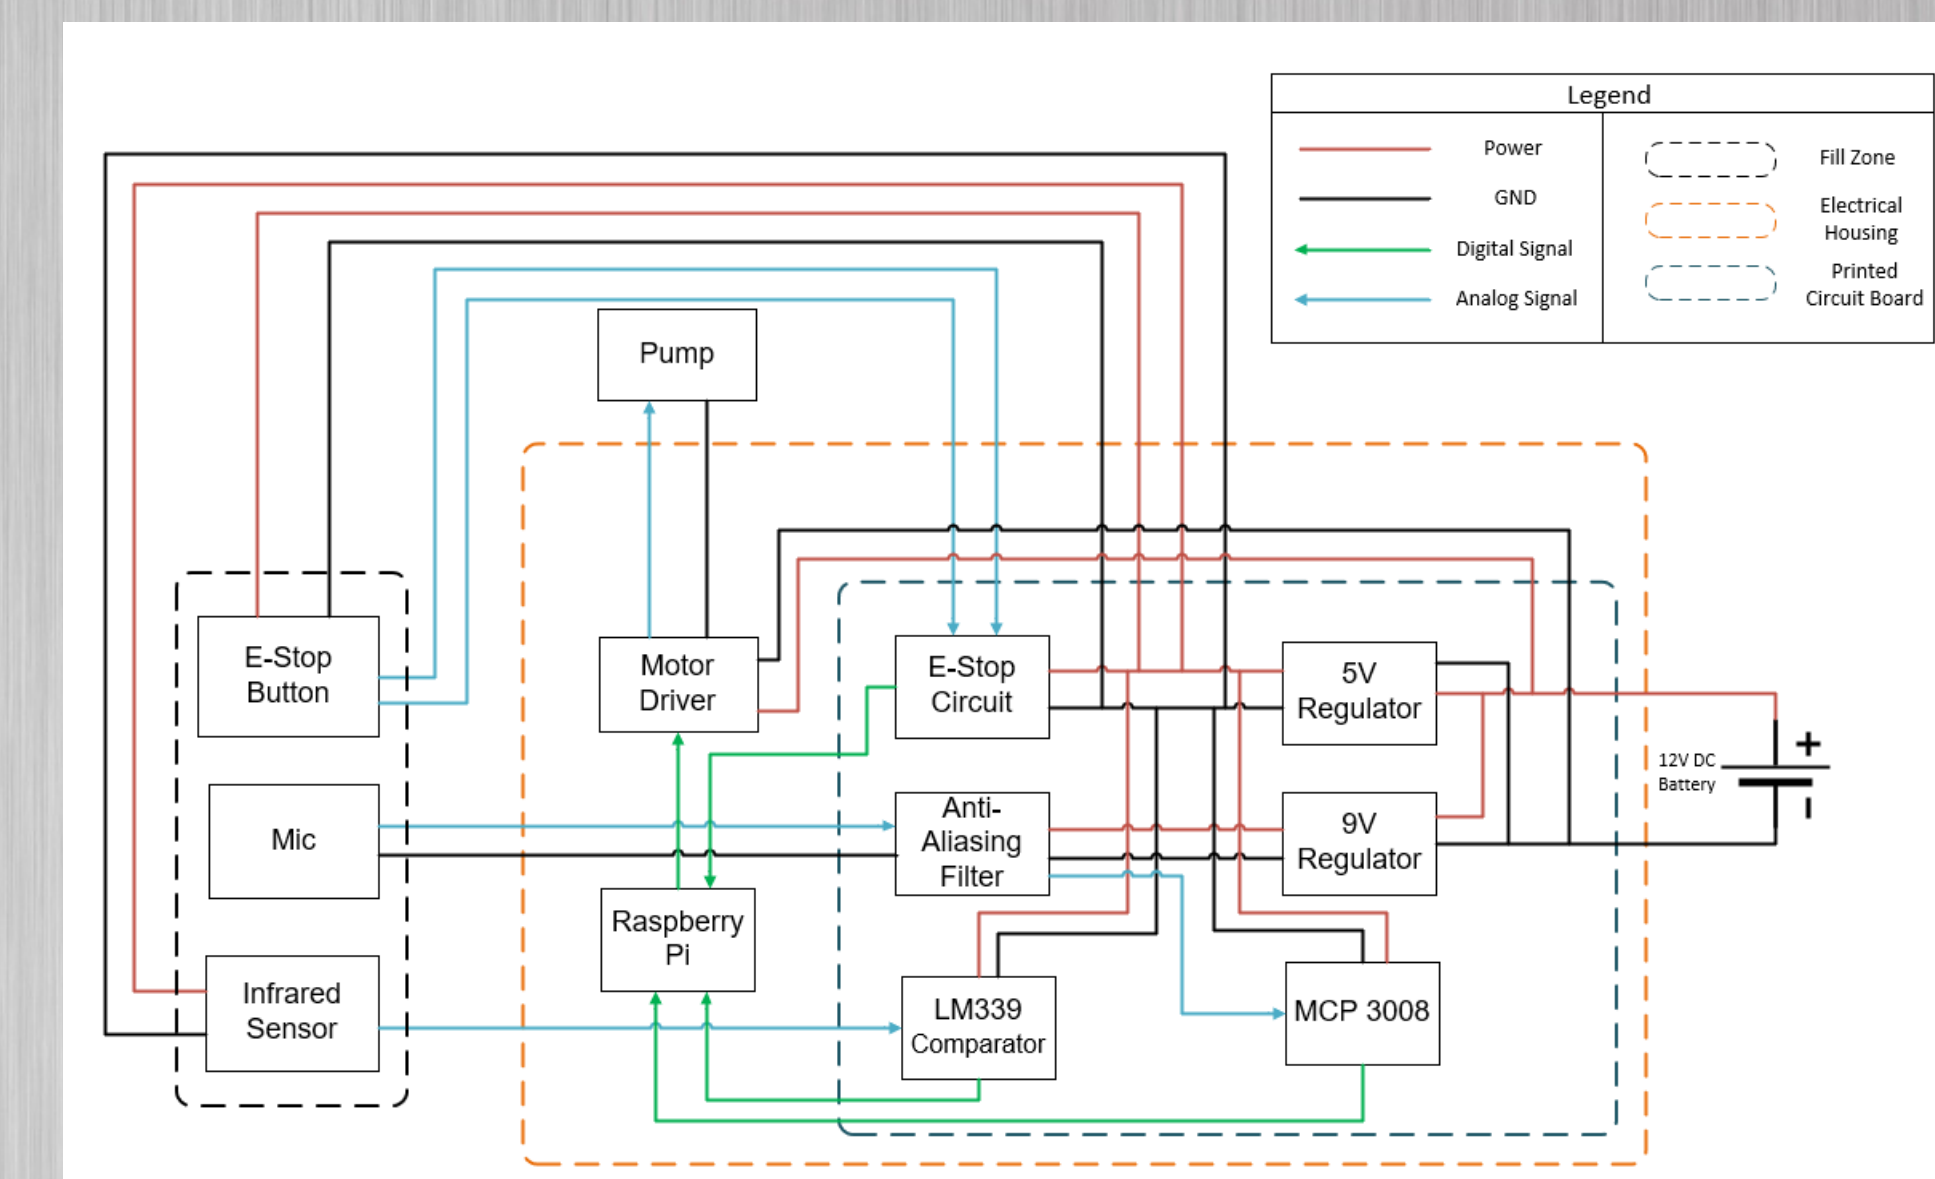 Legend
Power
GND
Digital Signal
Analog Signal
Fill Zone
Electrical
Housing
Printed
Circuit Board
Pump
E-Stop
Button
Motor
Driver
E-Stop
Circuit
5V
Regulator
12V DC
Battery
+
-
Mic
Anti-
Aliasing
Filter
9V
Regulator
Raspberry
Pi
Infrared
Sensor
LM339
Comparator
MCP 3008